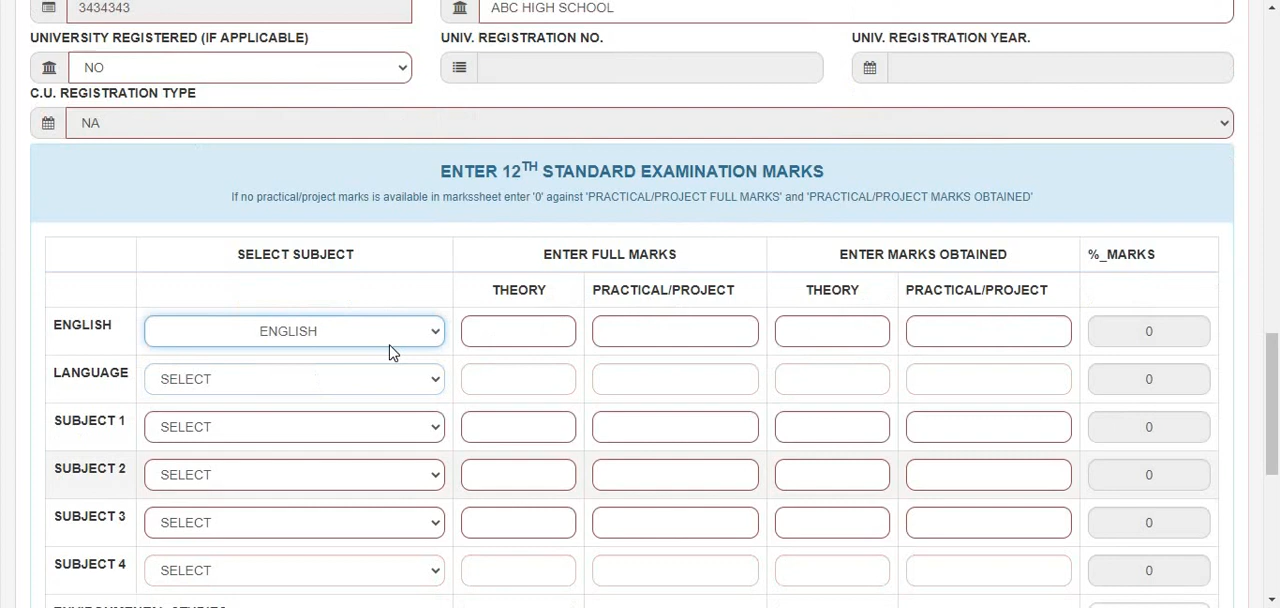 3434343 ABC HIGH SCHOOL
UNIVERSITY REGISTERED (IF APPLICABLE) UNIV. REGISTRATION NO. UNIV. REGISTRATION YEAR.
NO
C.U. REGISTRATION TYPE
NA
ENTER 12TH STANDARD EXAMINATION MARKS
If no practical/project marks is available in markssheet enter '0' against 'PRACTICAL/PROJECT FULL MARKS' and 'PRACTICAL/PROJECT MARKS OBTAINED'
SELECT SUBJECT ENTER FULL MARKS ENTER MARKS OBTAINED %_MARKS
THEORY PRACTICAL/PROJECT THEORY PRACTICAL/PROJECT
ENGLISH ENGLISH 0
LANGUAGE SELECT 0
SUBJECT 1 SELECT 0
SUBJECT 2 SELECT 0
SUBJECT 3 SELECT 0
SUBJECT 4 SELECT 0